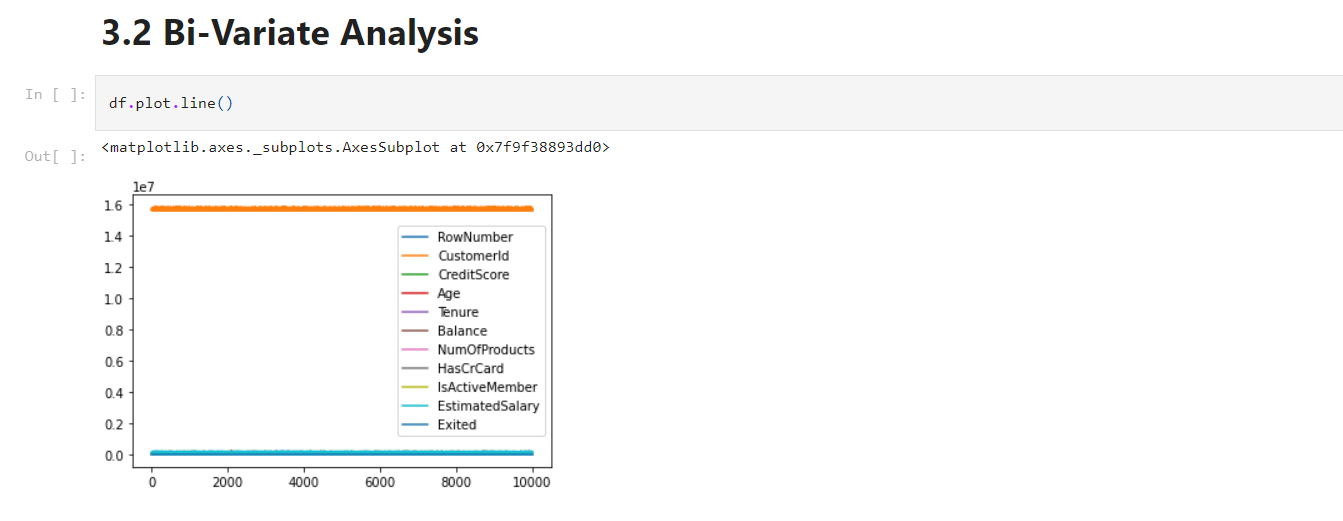 3.2 Bi-Variate Analysis
In [ ]:
df.plot.line()
<matplotlib.axes._subplots.AxesSubplot at 0x7f9f38893dd0>
Out[ ]:
1e7
1.6
1.4
1.2
1.0
0.8
0.6
0.4
0.2
0.0
RowNumber
CustomerId
CreditScore
Age
Tenure
Balance
NumOfProducts
HasCrCard
IsActiveMember
EstimatedSalary
Exited
0 2000 4000 6000 8000 10000